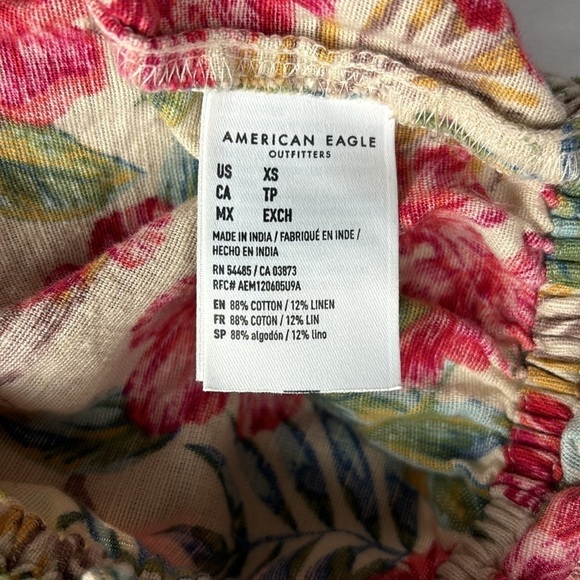 AMERICAN EAGLE
OUTFITTERS
US XS
CA TP
MX EXCH
MADE IN INDIA / FABRIQUÉ EN INDE /
HECHO EN INDIA
RN 54485 / CA 03873
RFC# AEM120605U9A
EN 88% COTTON / 12% LINEN
FR 88% COTON / 12% LIN
SP 88% algodón / 12% lino